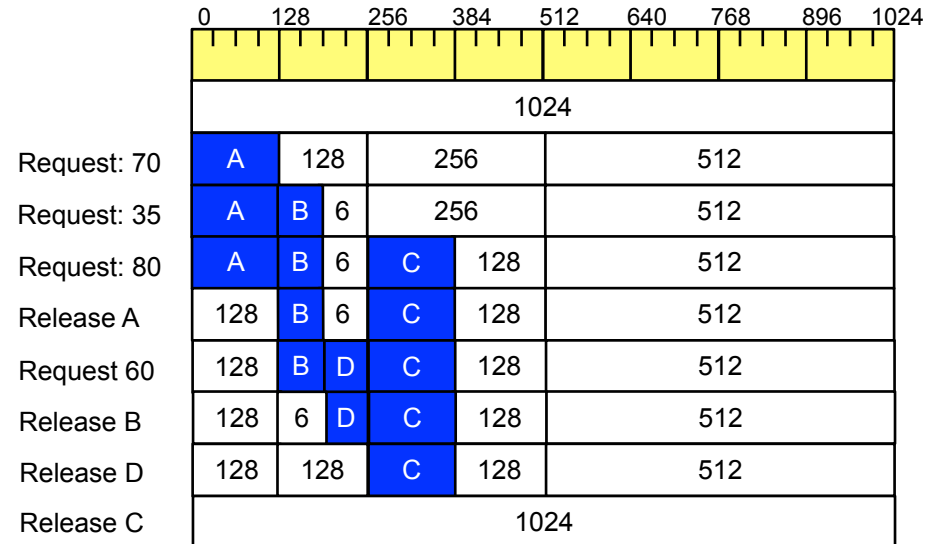 0 128 256 384 512 640 768 896 1024
1024
Request: 70 A 128 256 512
Request: 35 A B 6 256 512
Request: 80 A B 6 C 128 512
Release A 128 B 6 C 128 512
Request 60 128 B D C 128 512
Release B 128 6 D C 128 512
Release D 128 128 C 128 512
Release C 1024